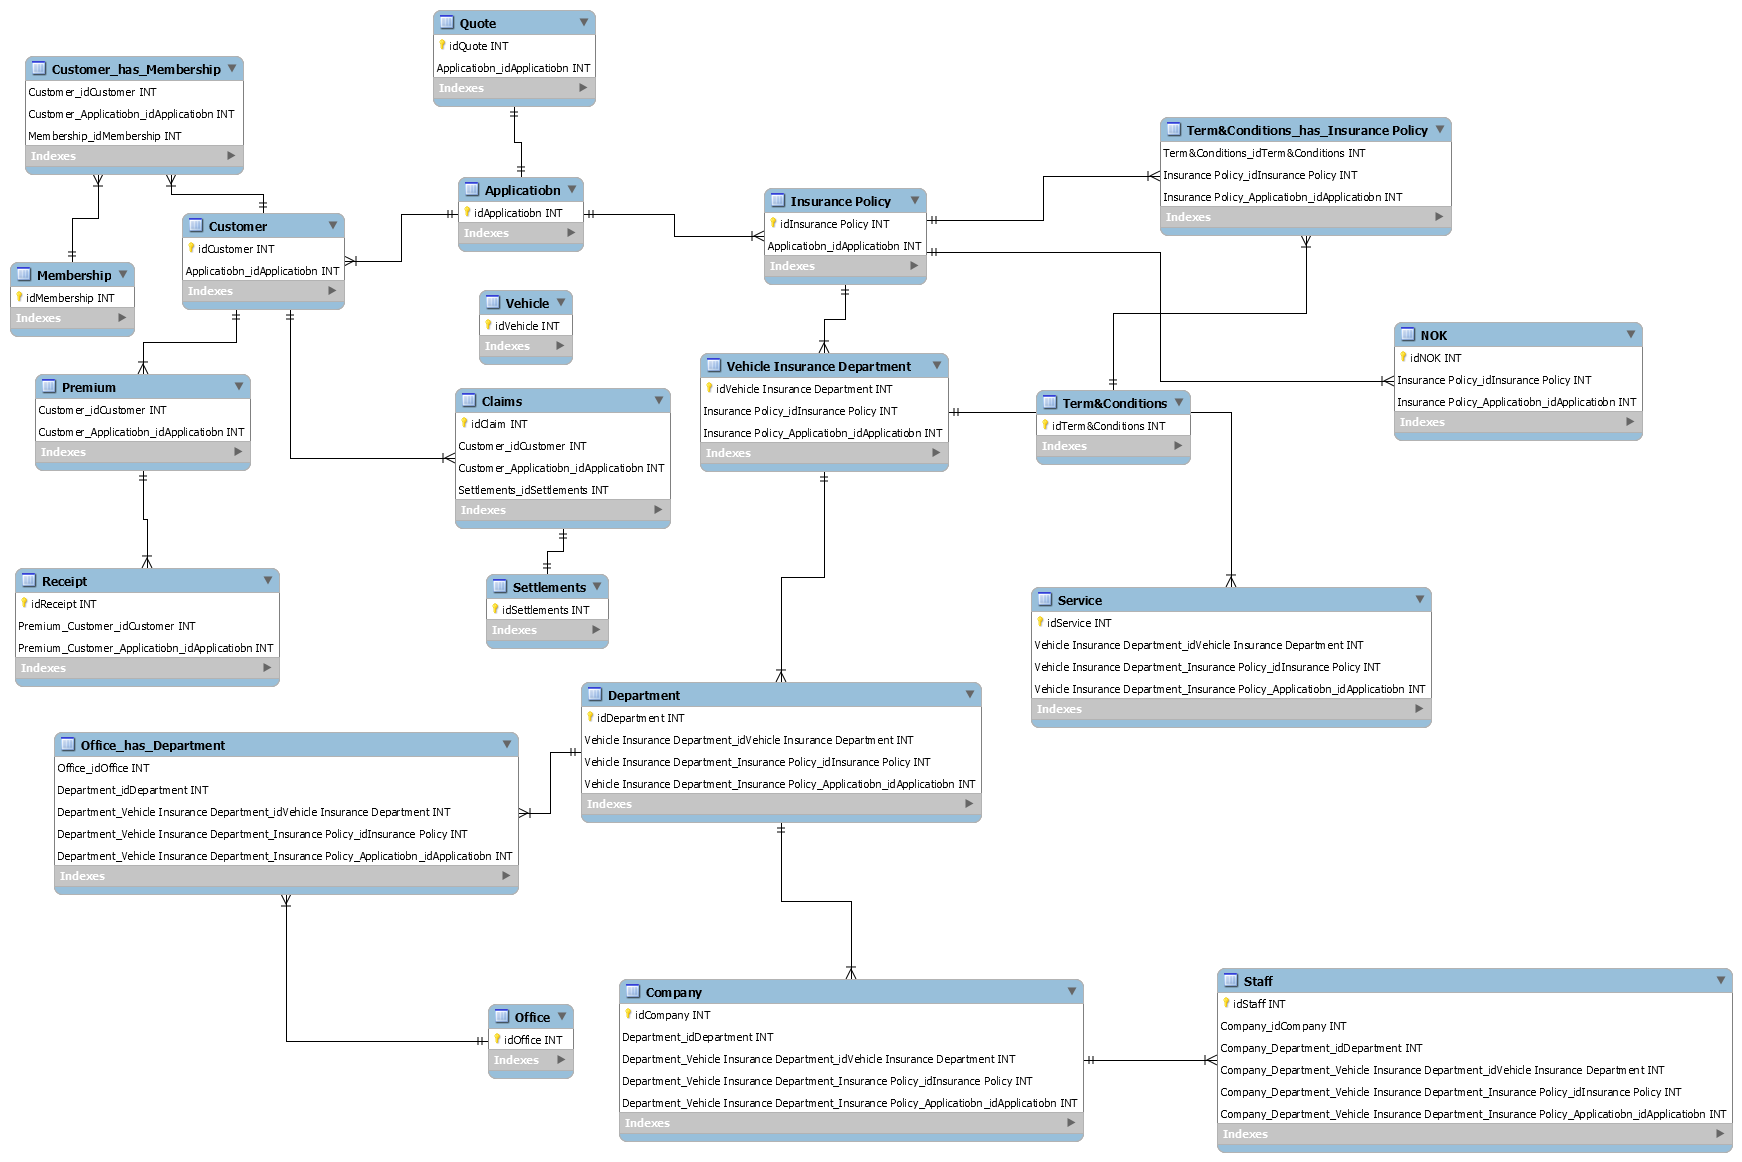 Quote
idQuote INT
Applicatiobn_idApplicatiobn INT
Indexes
Customer_has_Membership
Customer_idCustomer INT
Customer_Applicatiobn_idApplicatiobn INT
Membership_idMembership INT
Indexes
Term&Conditions_has_Insurance Policy
Term&Conditions_idTerm&Conditions INT
Insurance Policy_idInsurance Policy INT
Insurance Policy_Applicatiobn_idApplicatiobn INT
Indexes
Applicatiobn
idApplicatiobn INT
Indexes
Insurance Policy
idInsurance Policy INT
Applicatiobn_idApplicatiobn INT
Indexes
Customer
idCustomer INT
Applicatiobn_idApplicatiobn INT
Indexes
Membership
idMembership INT
Indexes
Vehicle
idVehicle INT
Indexes
NOK
idNOK INT
Insurance Policy_idInsurance Policy INT
Insurance Policy_Applicatiobn_idApplicatiobn INT
Indexes
Vehicle Insurance Department
idVehicle Insurance Department INT
Insurance Policy_idInsurance Policy INT
Insurance Policy_Applicatiobn_idApplicatiobn INT
Indexes
Premium
Customer_idCustomer INT
Customer_Applicatiobn_idApplicatiobn INT
Indexes
Claims
idClaim INT
Customer_idCustomer INT
Customer_Applicatiobn_idApplicatiobn INT
Settlements_idSettlements INT
Indexes
Term&Conditions
idTerm&Conditions INT
Indexes
Receipt
idReceipt INT
Premium_Customer_idCustomer INT
Premium_Customer_Applicatiobn_idApplicatiobn INT
Indexes
Settlements
idSettlements INT
Indexes
Service
idService INT
Vehicle Insurance Department_idVehicle Insurance Department INT
Vehicle Insurance Department_Insurance Policy_idInsurance Policy INT
Vehicle Insurance Department_Insurance Policy_Applicatiobn_idApplicatiobn INT
Indexes
Department
idDepartment INT
Vehicle Insurance Department_idVehicle Insurance Department INT
Vehicle Insurance Department_Insurance Policy_idInsurance Policy INT
Vehicle Insurance Department_Insurance Policy_Applicatiobn_idApplicatiobn INT
Indexes
Office_has_Department
Office_idOffice INT
Department_idDepartment INT
Department_Vehicle Insurance Department_idVehicle Insurance Department INT
Department_Vehicle Insurance Department_Insurance Policy_idInsurance Policy INT
Department_Vehicle Insurance Department_Insurance Policy_Applicatiobn_idApplicatiobn INT
Indexes
Office
idOffice INT
Indexes
Company
idCompany INT
Department_idDepartment INT
Department_Vehicle Insurance Department_idVehicle Insurance Department INT
Department_Vehicle Insurance Department_Insurance Policy_idInsurance Policy INT
Department_Vehicle Insurance Department_Insurance Policy_Applicatiobn_idApplicatiobn INT
Indexes
Staff
idStaff INT
Company_idCompany INT
Company_Department_idDepartment INT
Company_Department_Vehicle Insurance Department_idVehicle Insurance Department INT
Company_Department_Vehicle Insurance Department_Insurance Policy_idInsurance Policy INT
Company_Department_Vehicle Insurance Department_Insurance Policy_Applicatiobn_idApplicatiobn INT
Indexes